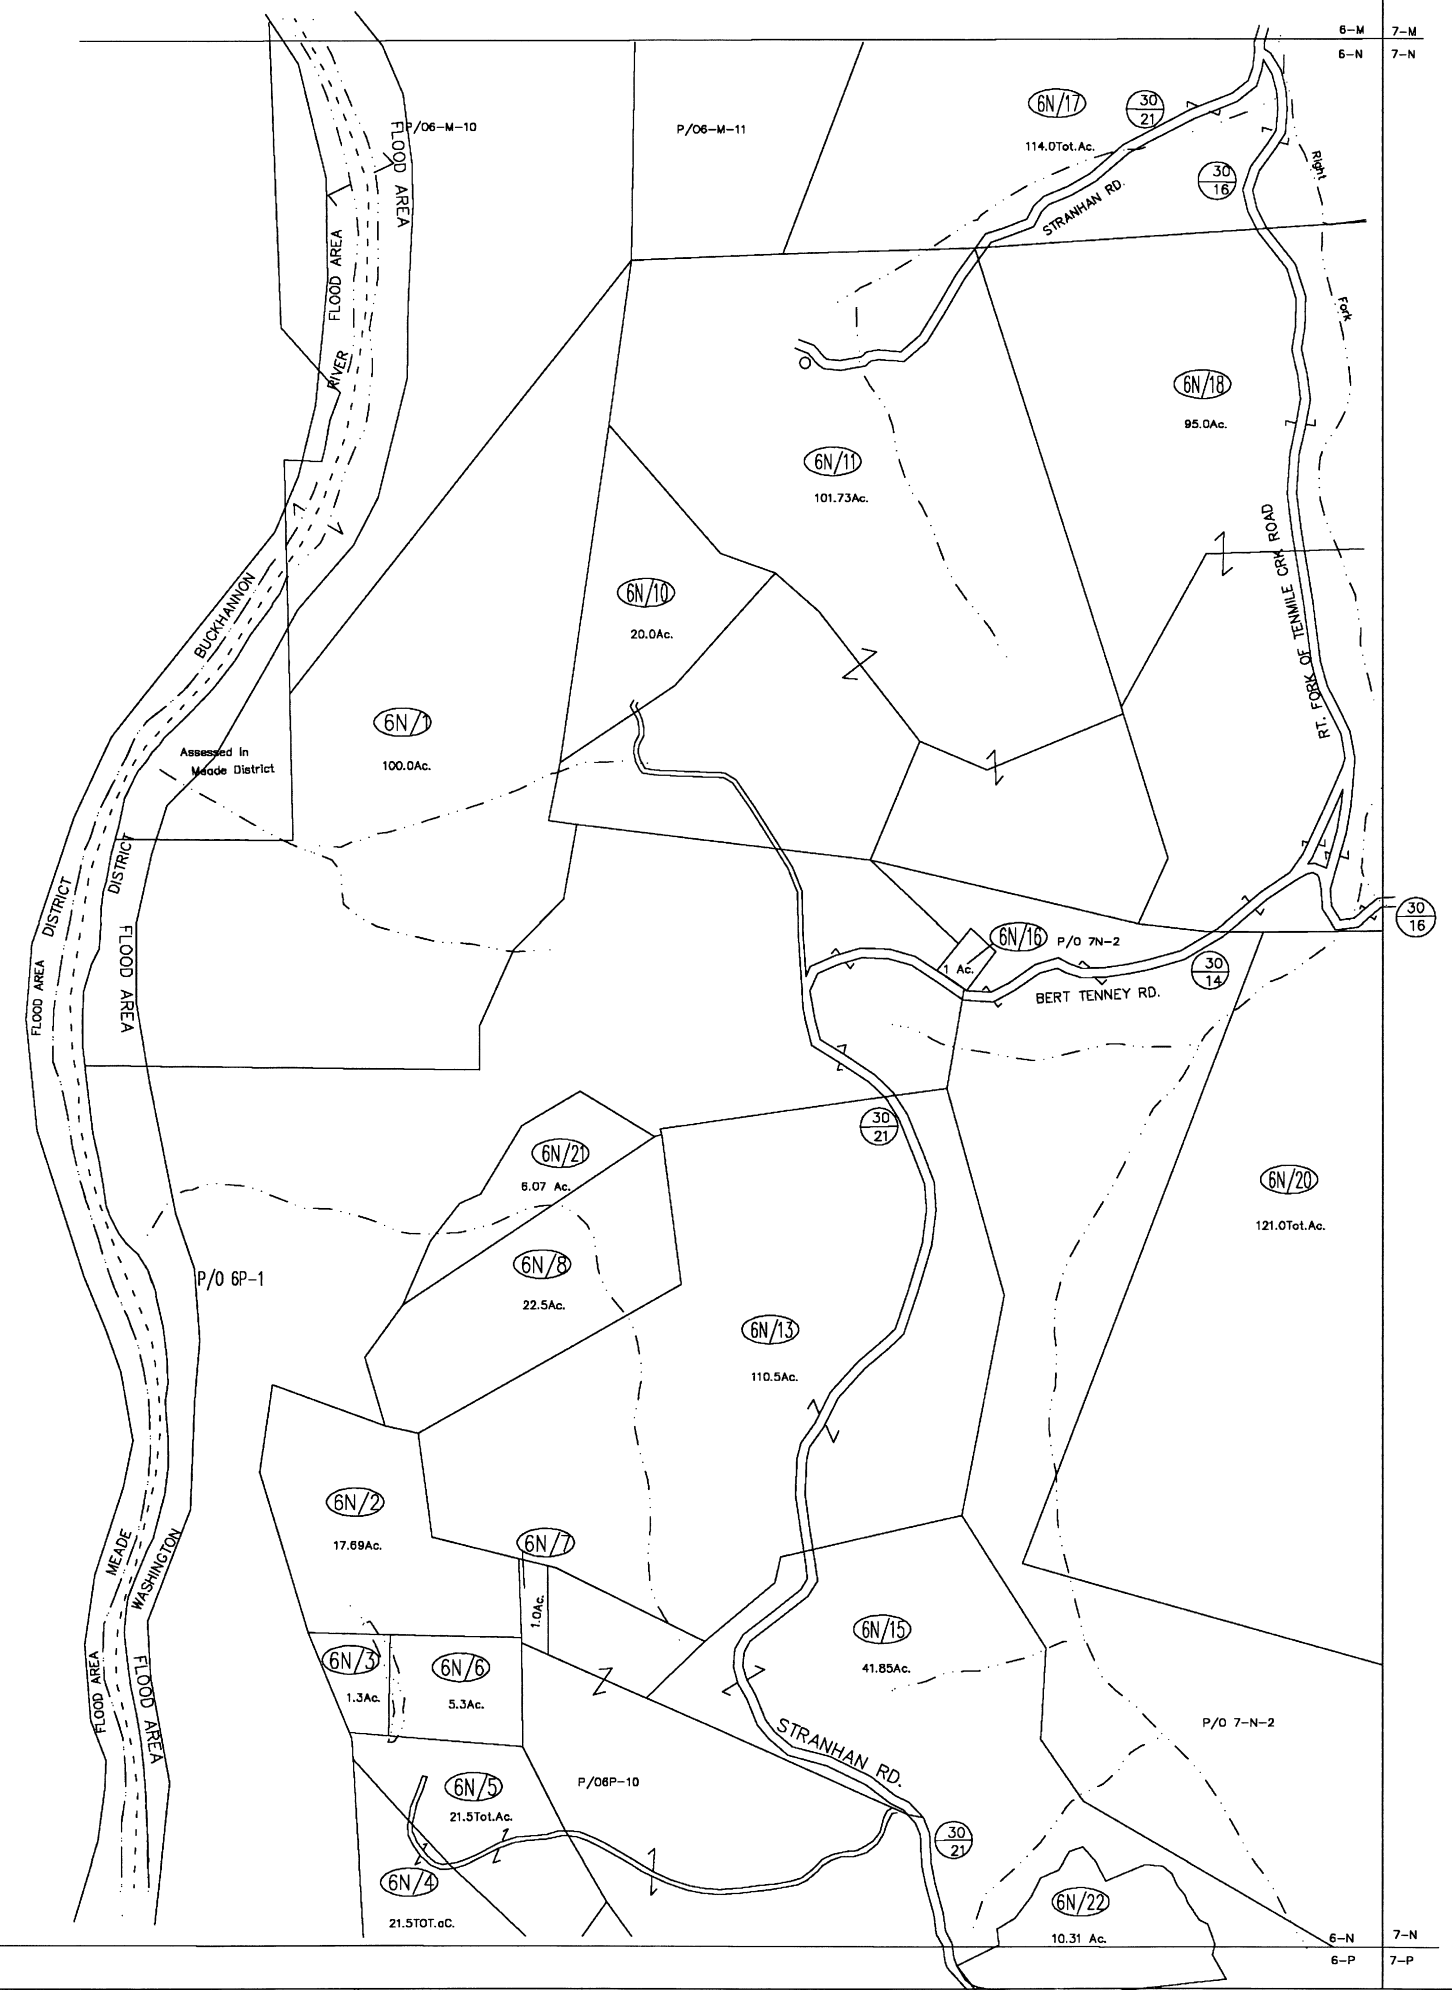 6-M 7-M
6-N 7-N
6N/17
114.0Tot.Ac.
30
21
P/06-M-10
P/06-M-11
FLOOD AREA
30
16
Right
STRANHAN RD.
FLOOD AREA
Fork
RIVER
6N/18
95.0Ac.
6N/11
101.73Ac.
RT. FORK OF TENMILE CRK ROAD
BUCKHANNON
6N/10
20.0Ac.
6N/1
100.0Ac.
Assessed In
Meade District
DISTRICT
DISTRICT
30
16
6N/16
P/O 7N-2
1 Ac.
30
14
BERT TENNEY RD.
FLOOD AREA
FLOOD AREA
30
21
6N/21
6.07 Ac.
6N/20
121.0Tot.Ac.
6N/8
22.5Ac.
P/O 6P-1
6N/13
110.5Ac.
6N/2
17.69Ac.
6N/7
1.0Ac.
MEADE
WASHINGTON
6N/15
41.85Ac.
6N/3
1.3Ac.
6N/6
5.3Ac.
FLOOD AREA
FLOOD AREA
P/O 7-N-2
STRANHAN RD.
P/06P-10
6N/5
21.5Tot.Ac.
30
21
6N/4
21.5TOT.aC.
6N/22
10.31 Ac.
6-N 7-N
6-P 7-P